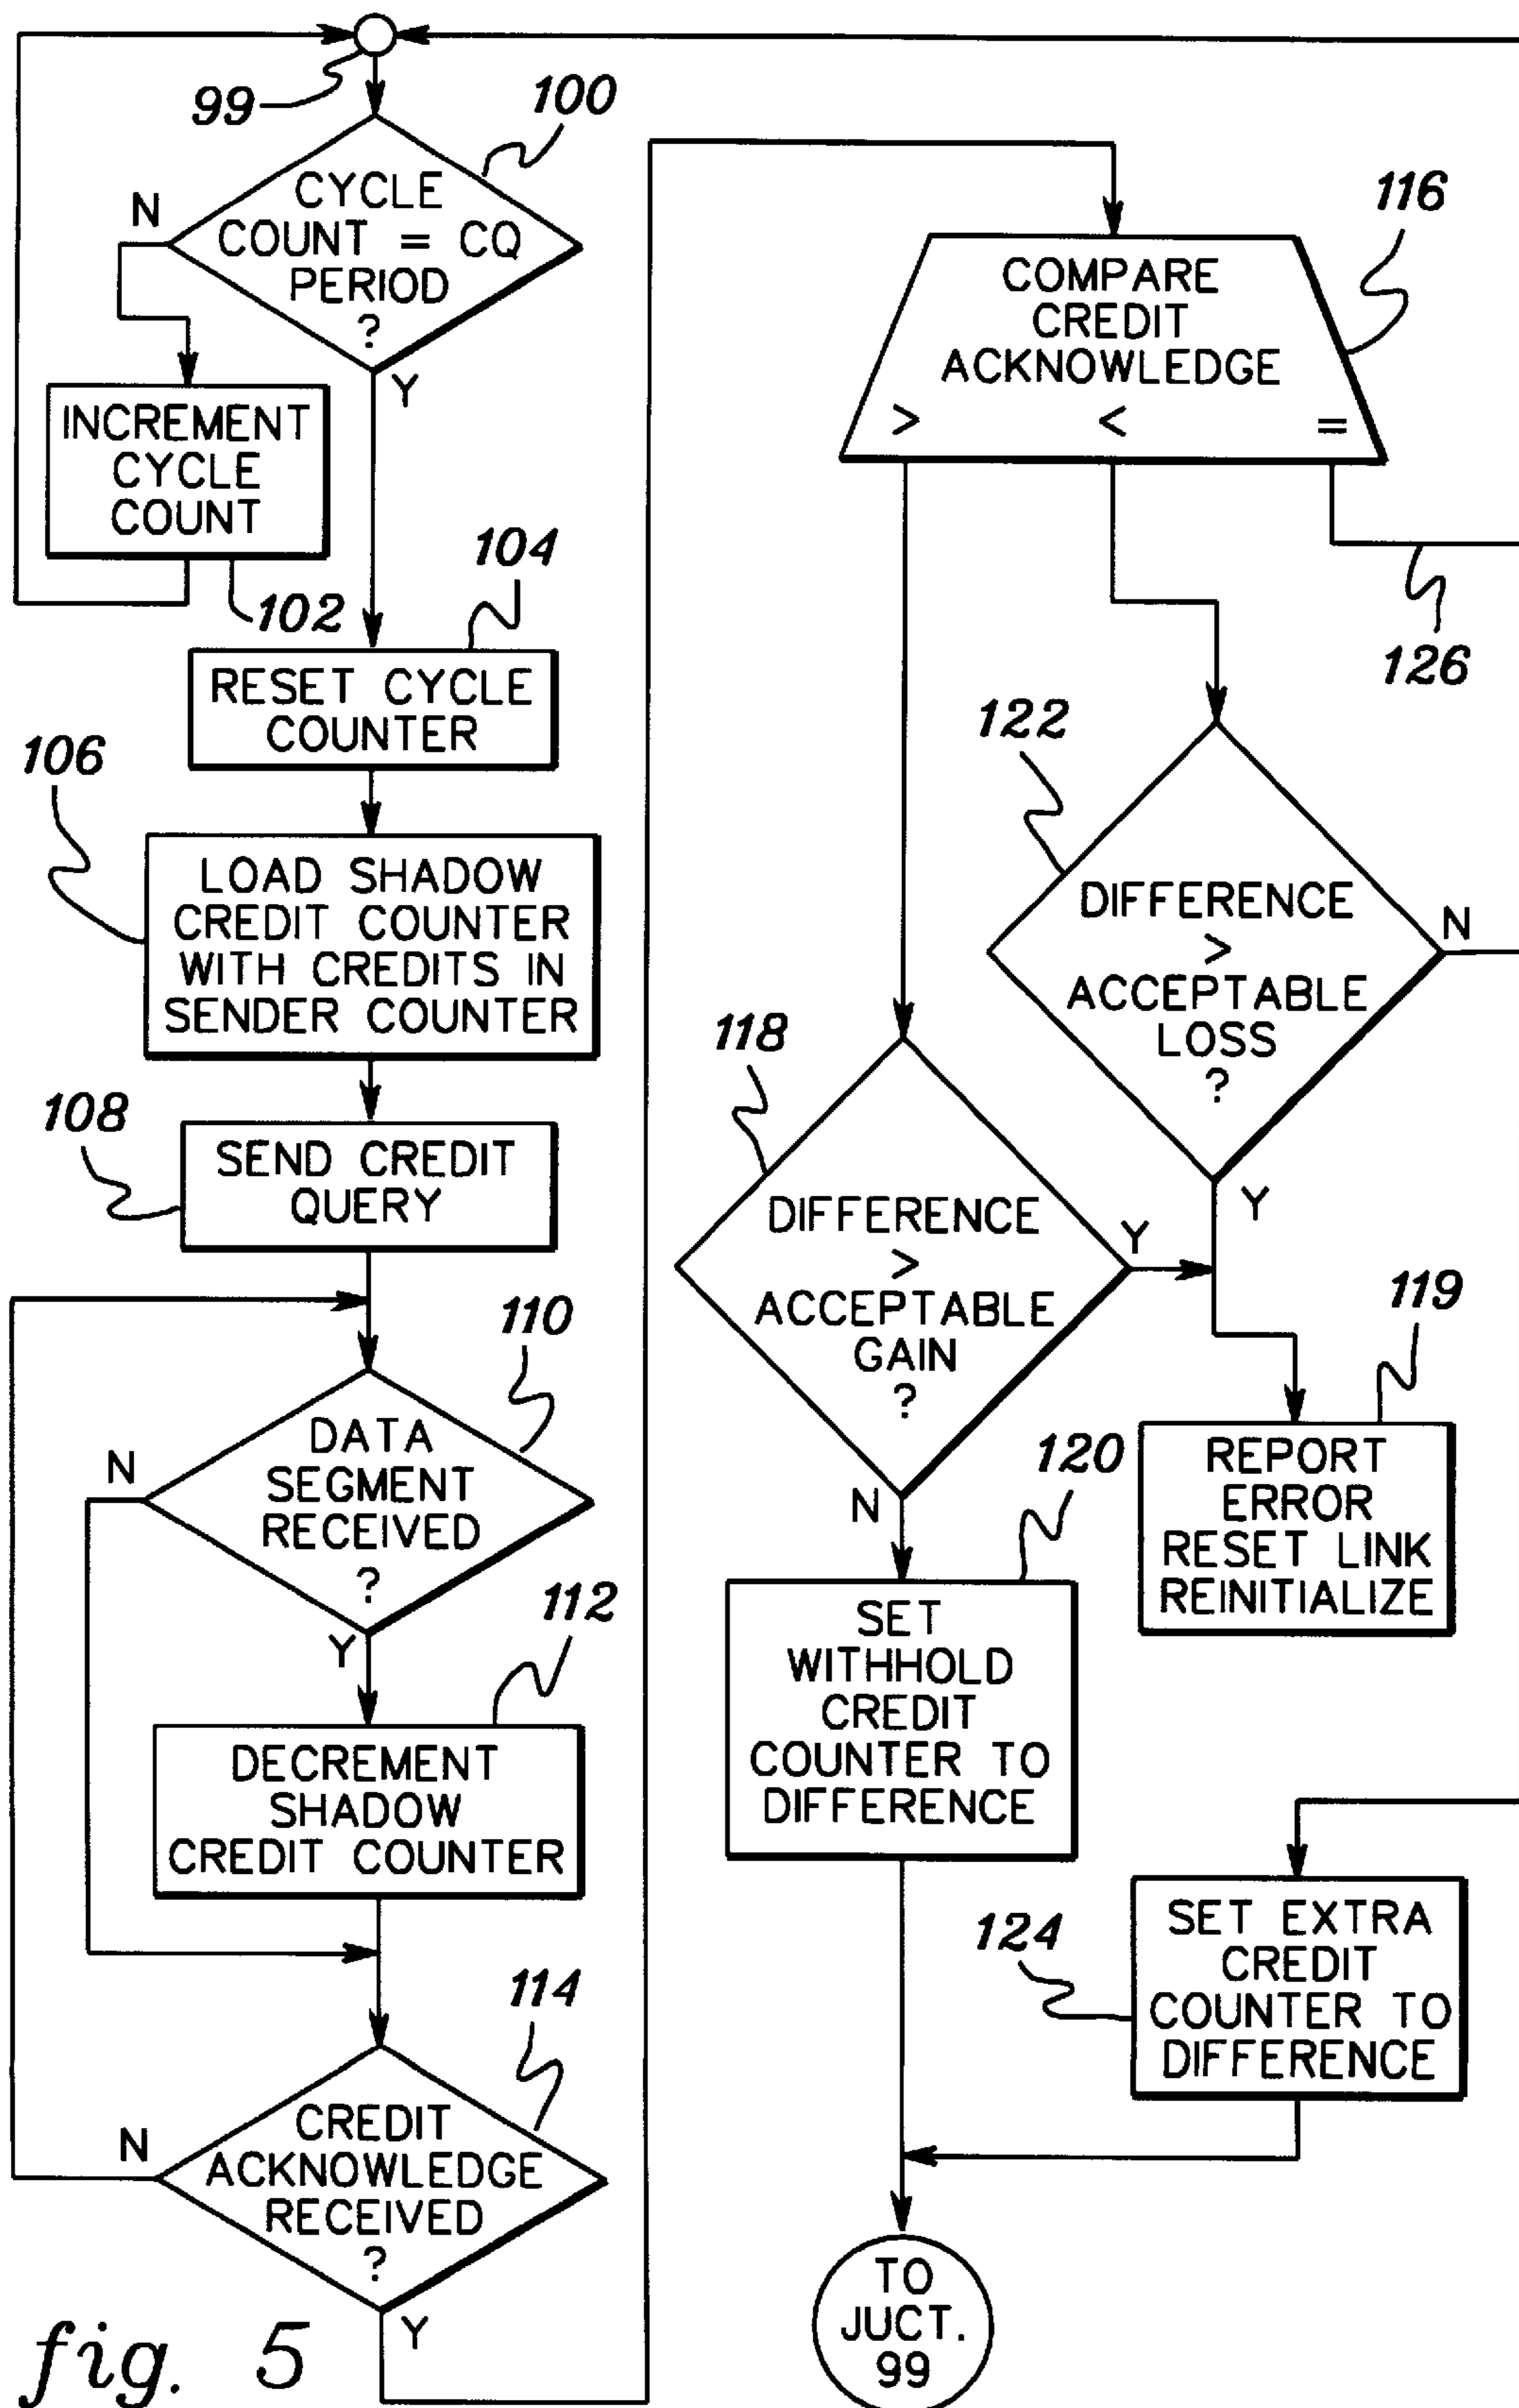 99
100
CYCLE
COUNT = CQ
PERIOD
?
N
Y
INCREMENT
CYCLE
COUNT
102
104
RESET CYCLE
COUNTER
106
LOAD SHADOW
CREDIT COUNTER
WITH CREDITS IN
SENDER COUNTER
108
SEND CREDIT
QUERY
110
DATA
SEGMENT
RECEIVED
?
N
Y
112
DECREMENT
SHADOW
CREDIT COUNTER
114
CREDIT
ACKNOWLEDGE
RECEIVED
?
N
Y
116
COMPARE
CREDIT
ACKNOWLEDGE
> < =
126
122
DIFFERENCE
>
ACCEPTABLE
LOSS
?
N
Y
118
DIFFERENCE
>
ACCEPTABLE
GAIN
?
Y
N
119
REPORT
ERROR
RESET LINK
REINITIALIZE
120
SET
WITHHOLD
CREDIT
COUNTER TO
DIFFERENCE
124
SET EXTRA
CREDIT
COUNTER TO
DIFFERENCE
TO
JUCT.
99
fig. 5